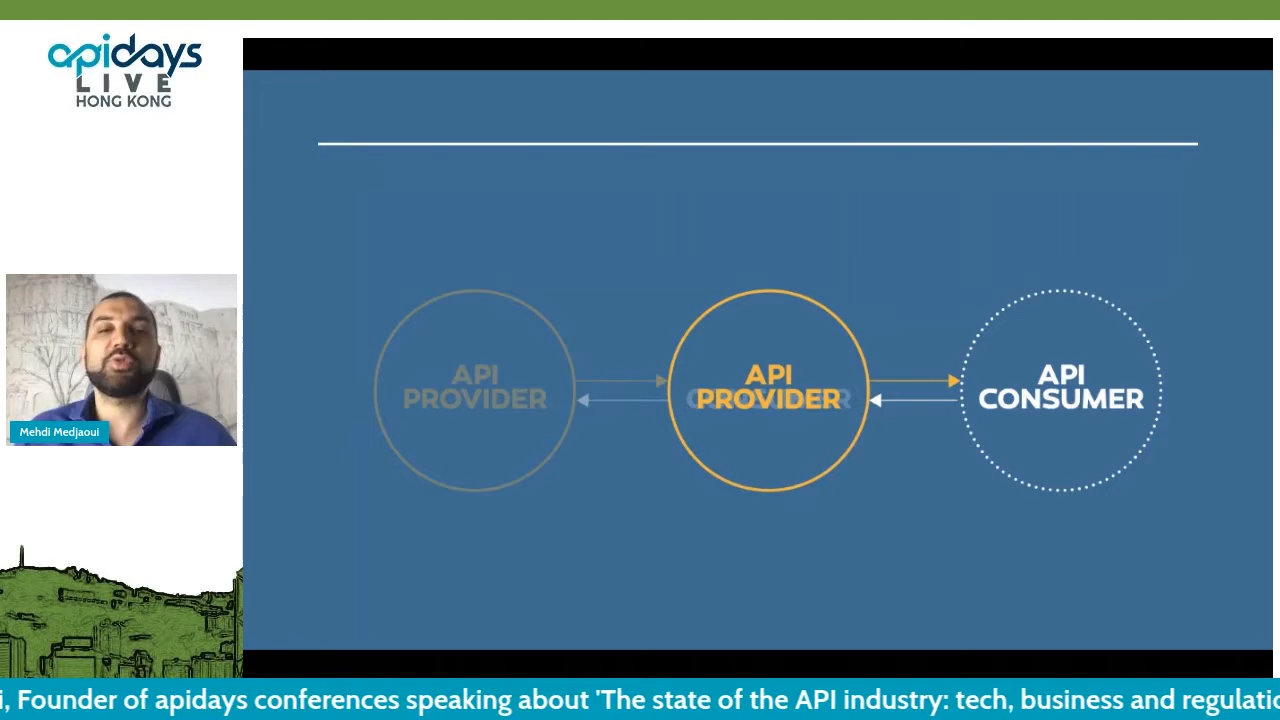 apidays
LIVE
HONG KONG
API
PROVIDER
API
PROVIDER
API
CONSUMER
Mehdi Medjaoui
i, Founder of apidays conferences speaking about 'The state of the API industry: tech, business and regulatio